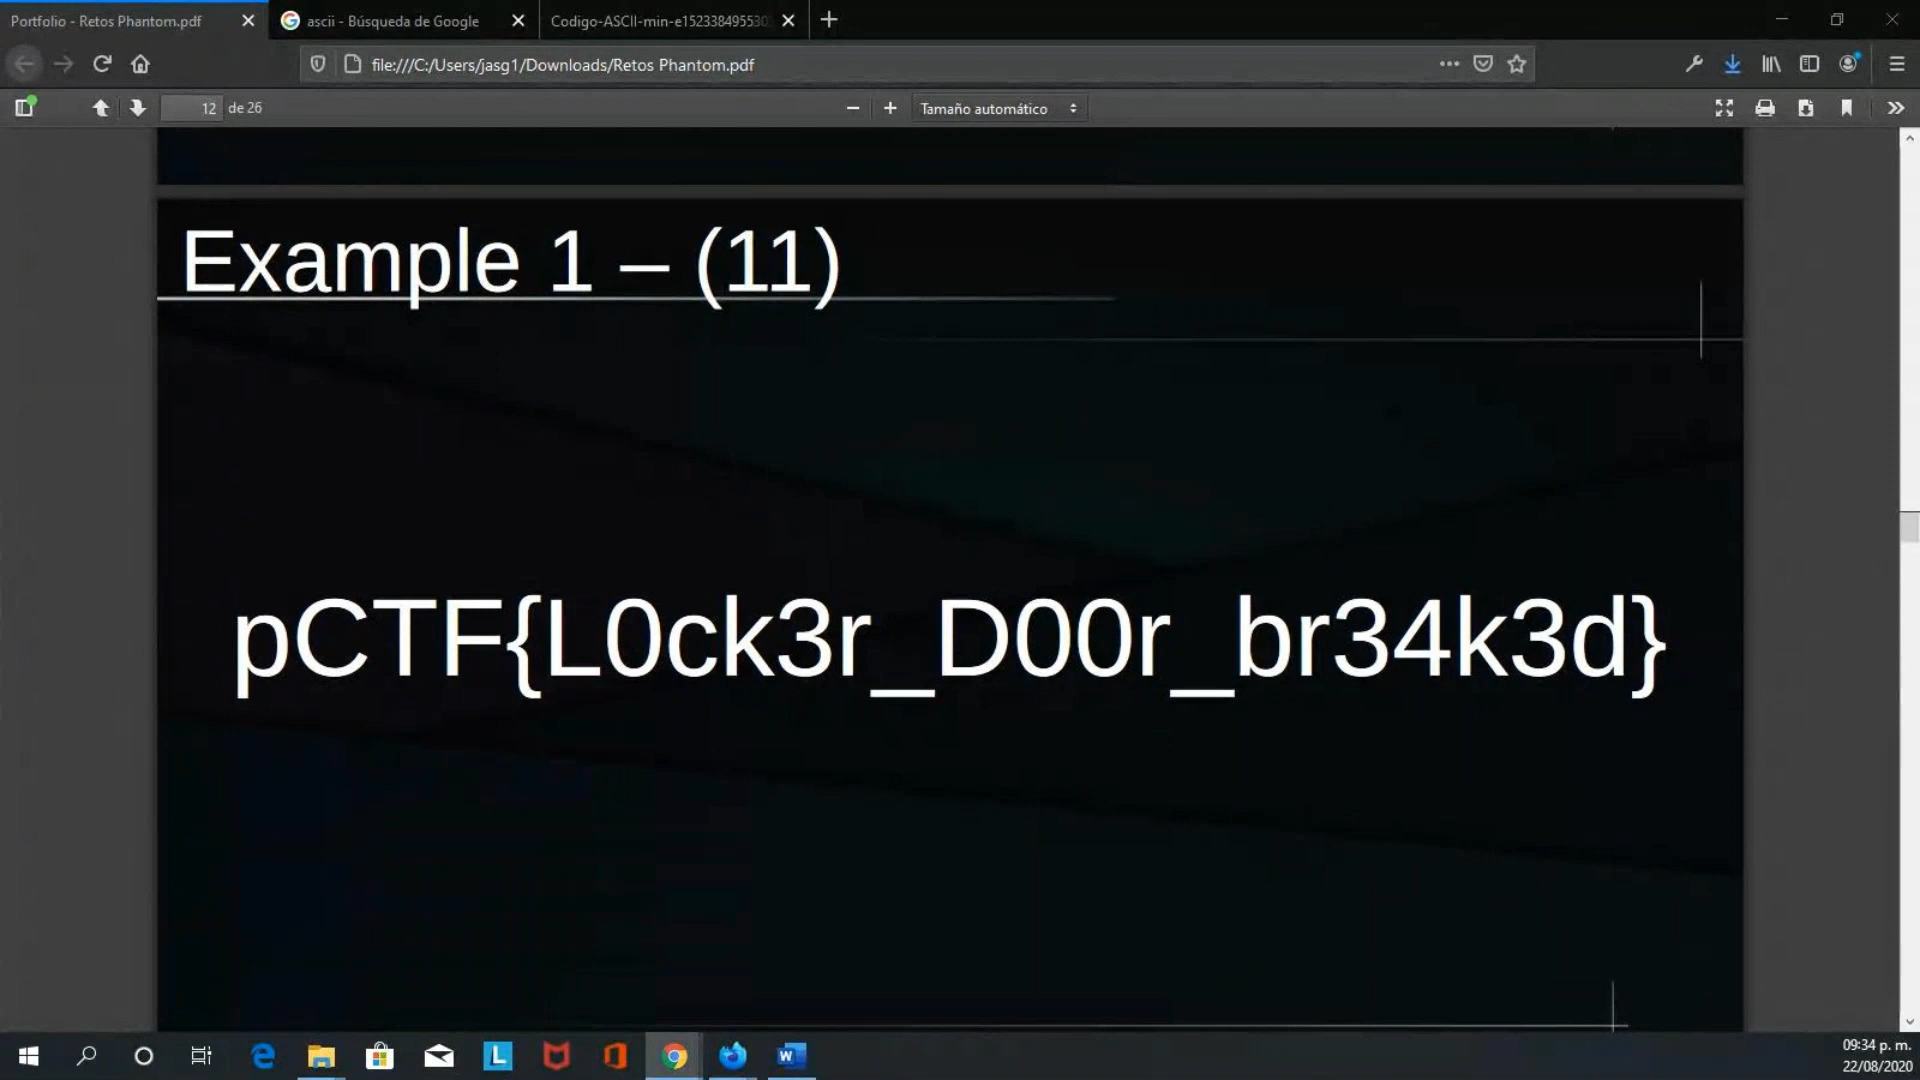 Portfolio - Retos Phantom.pdf
ascii - Búsqueda de Google
Codigo-ASCII-min-e1523384955303
file:///C:/Users/jasg1/Downloads/Retos Phantom.pdf
12 de 26
Tamaño automático
Example 1 – (11)
pCTF{L0ck3r_D00r_br34k3d}
09:34 p. m.
22/08/2020